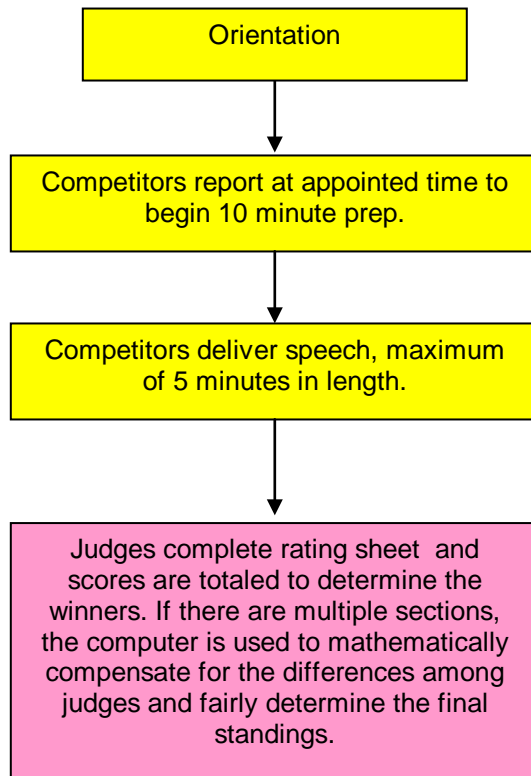 Orientation
Competitors report at appointed time to
begin 10 minute prep.
Competitors deliver speech, maximum
of 5 minutes in length.
Judges complete rating sheet  and
scores are totaled to determine the
winners. If there are multiple sections,
the computer is used to mathematically
compensate for the differences among
judges and fairly determine the final
standings.